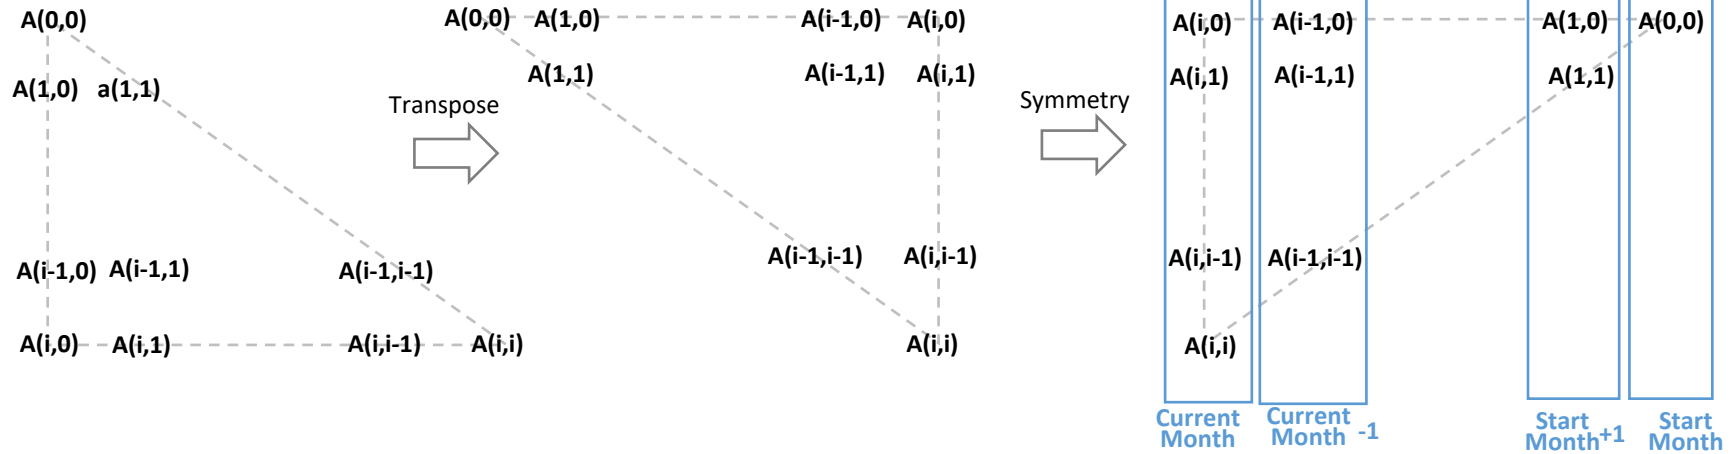 A(0,0)
A(1,0) a(1,1)
A(i-1,0) A(i-1,1) A(i-1,i-1)
A(i,0) A(i,1) A(i,i-1) A(i,i)
Transpose
A(0,0) A(1,0) A(i-1,0) A(i,0)
A(1,1) A(i-1,1) A(i,1)
A(i-1,i-1) A(i,i-1)
A(i,i)
Symmetry
A(i,0) A(i-1,0) A(1,0) A(0,0)
A(i,1) A(i-1,1) A(1,1)
A(i,i-1) A(i-1,i-1)
A(i,i)
Current
Month
Current
Month -1
Start
Month+1
Start
Month